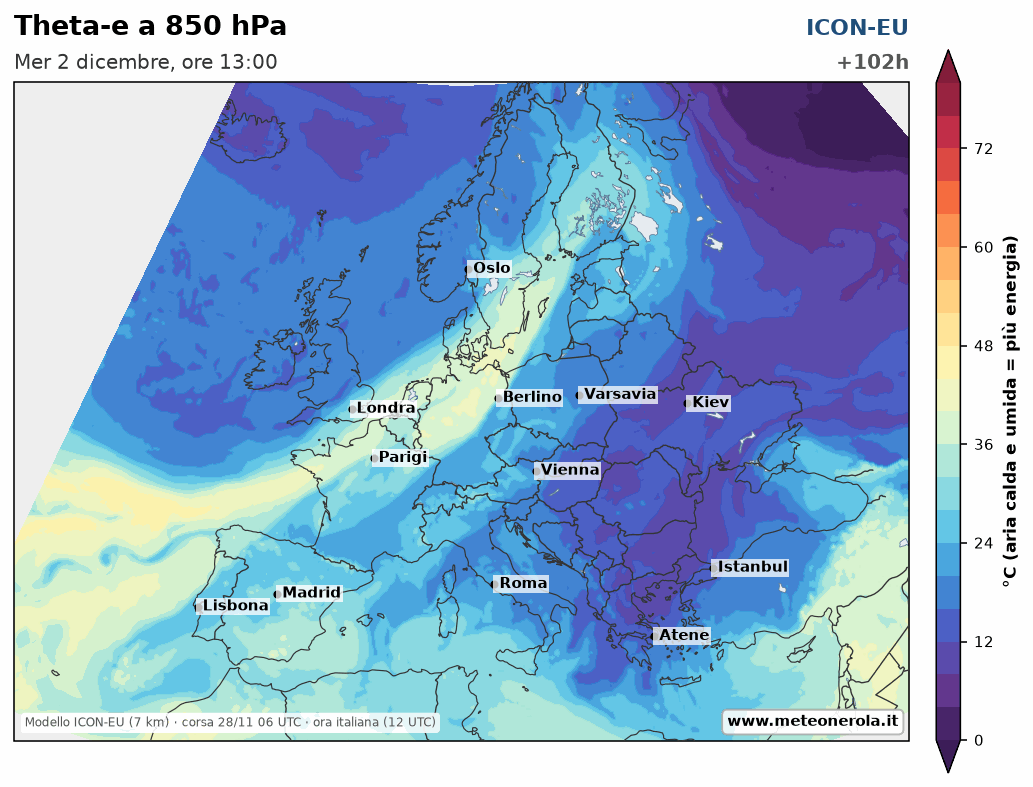 Theta-e a 850 hPa
ICON-EU
Mer 2 dicembre, ore 13:00
+102h
72
60
48
36
24
12
0
°C (aria calda e umida = più energia)
Oslo
Berlino
Varsavia
Kiev
Londra
Parigi
Vienna
Istanbul
Roma
Madrid
Lisbona
Atene
Modello ICON-EU (7 km) · corsa 28/11 06 UTC · ora italiana (12 UTC)
www.meteonerola.it